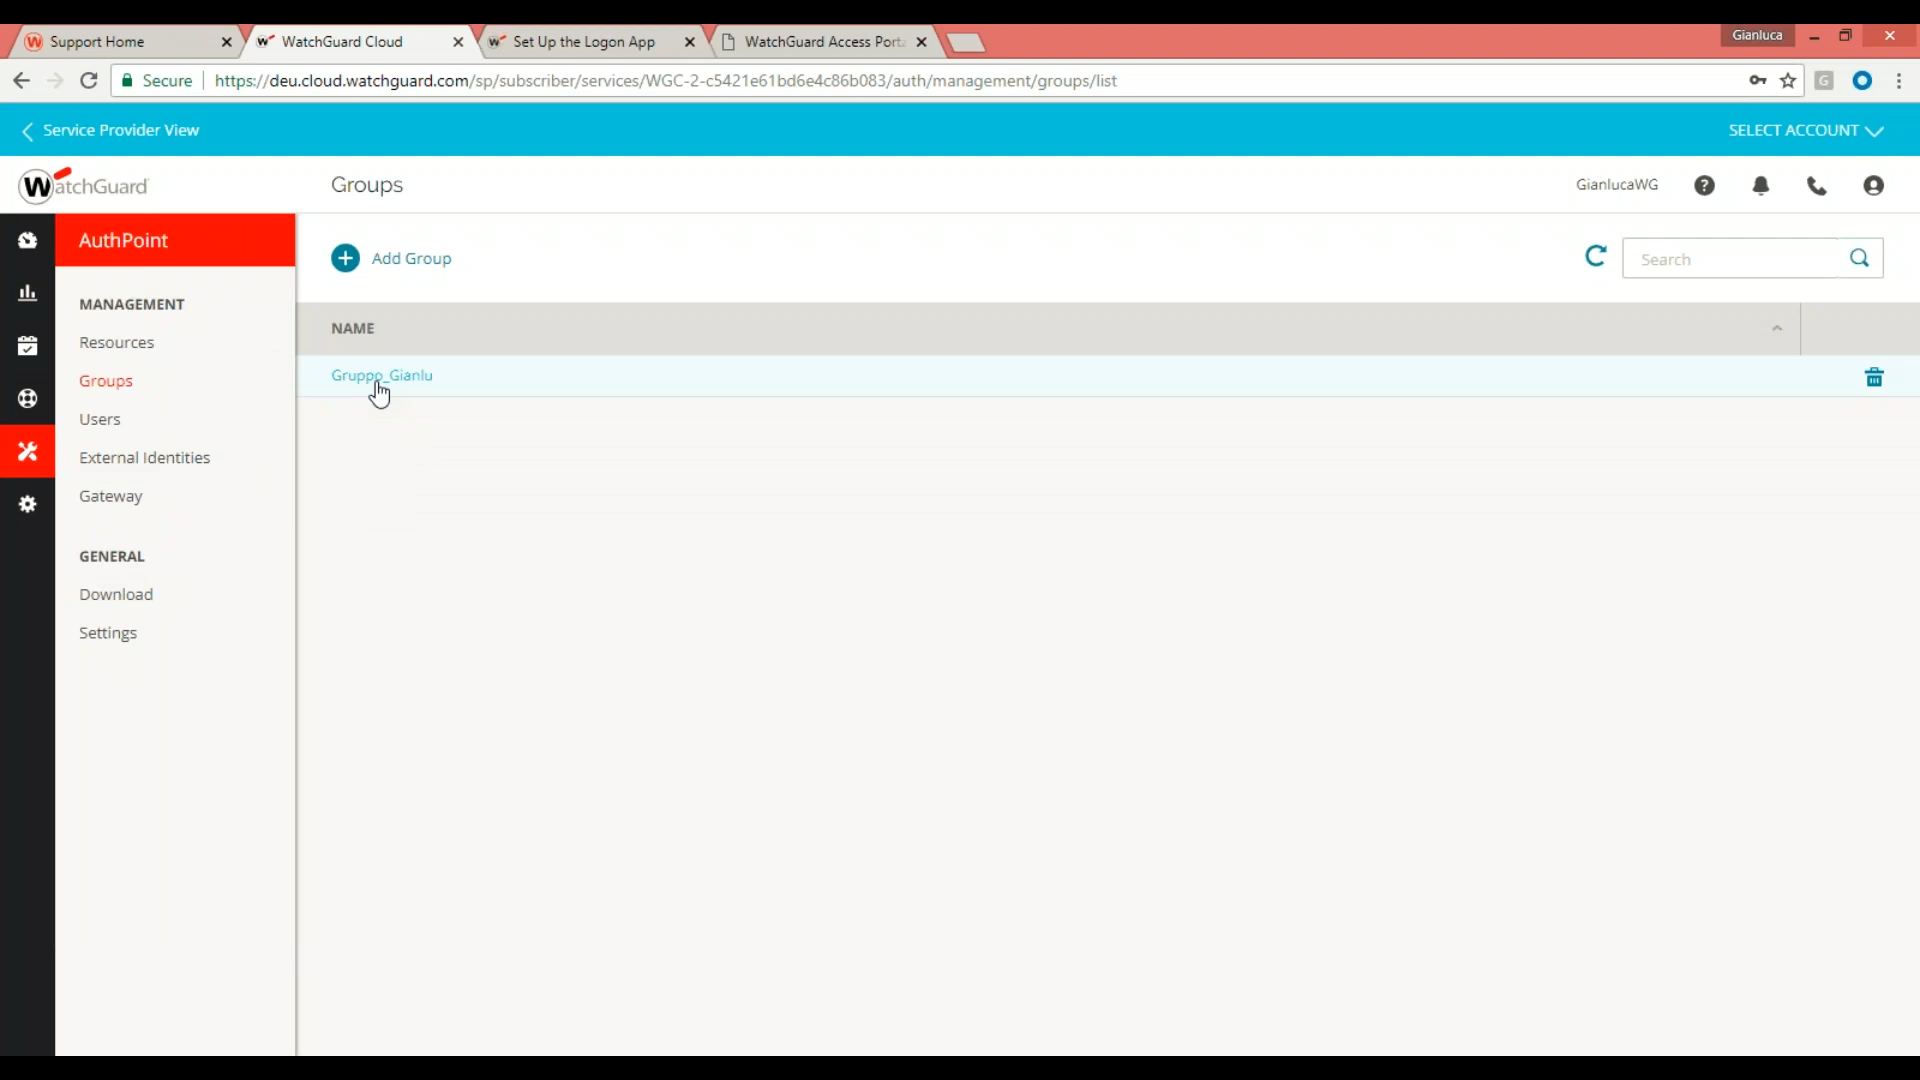 Support Home
WatchGuard Cloud
Set Up the Logon App
WatchGuard Access Port
Gianluca
Secure
https://deu.cloud.watchguard.com/sp/subscriber/services/WGC-2-c5421e61bd6e4c86b083/auth/management/groups/list
Service Provider View
SELECT ACCOUNT
WatchGuard
Groups
GianlucaWG
AuthPoint
Add Group
Search
MANAGEMENT
NAME
Resources
Gruppo_Gianlu
Groups
Users
External Identities
Gateway
GENERAL
Download
Settings